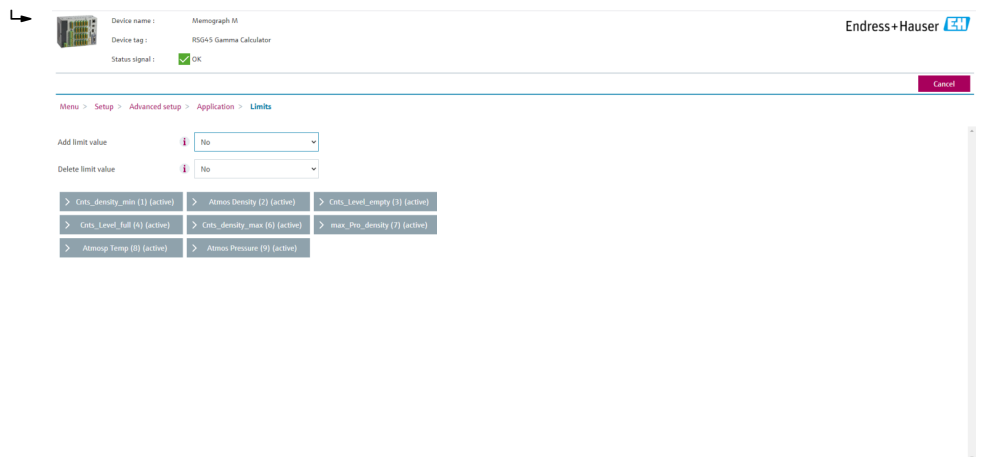 Device name : Memograph M
Endress+Hauser EH
Device tag : RSG45 Gamma Calculator
Status signal : OK
Cancel
Menu > Setup > Advanced setup > Application > Limits
Add limit value i No
Delete limit value i No
> Cnts_density_min (1) (active) > Atmos Density (2) (active) > Cnts_Level_empty (3) (active)
> Cnts_Level_full (4) (active) > Cnts_density_max (6) (active) > max_Pro_density (7) (active)
> Atmosp Temp (8) (active) > Atmos Pressure (9) (active)